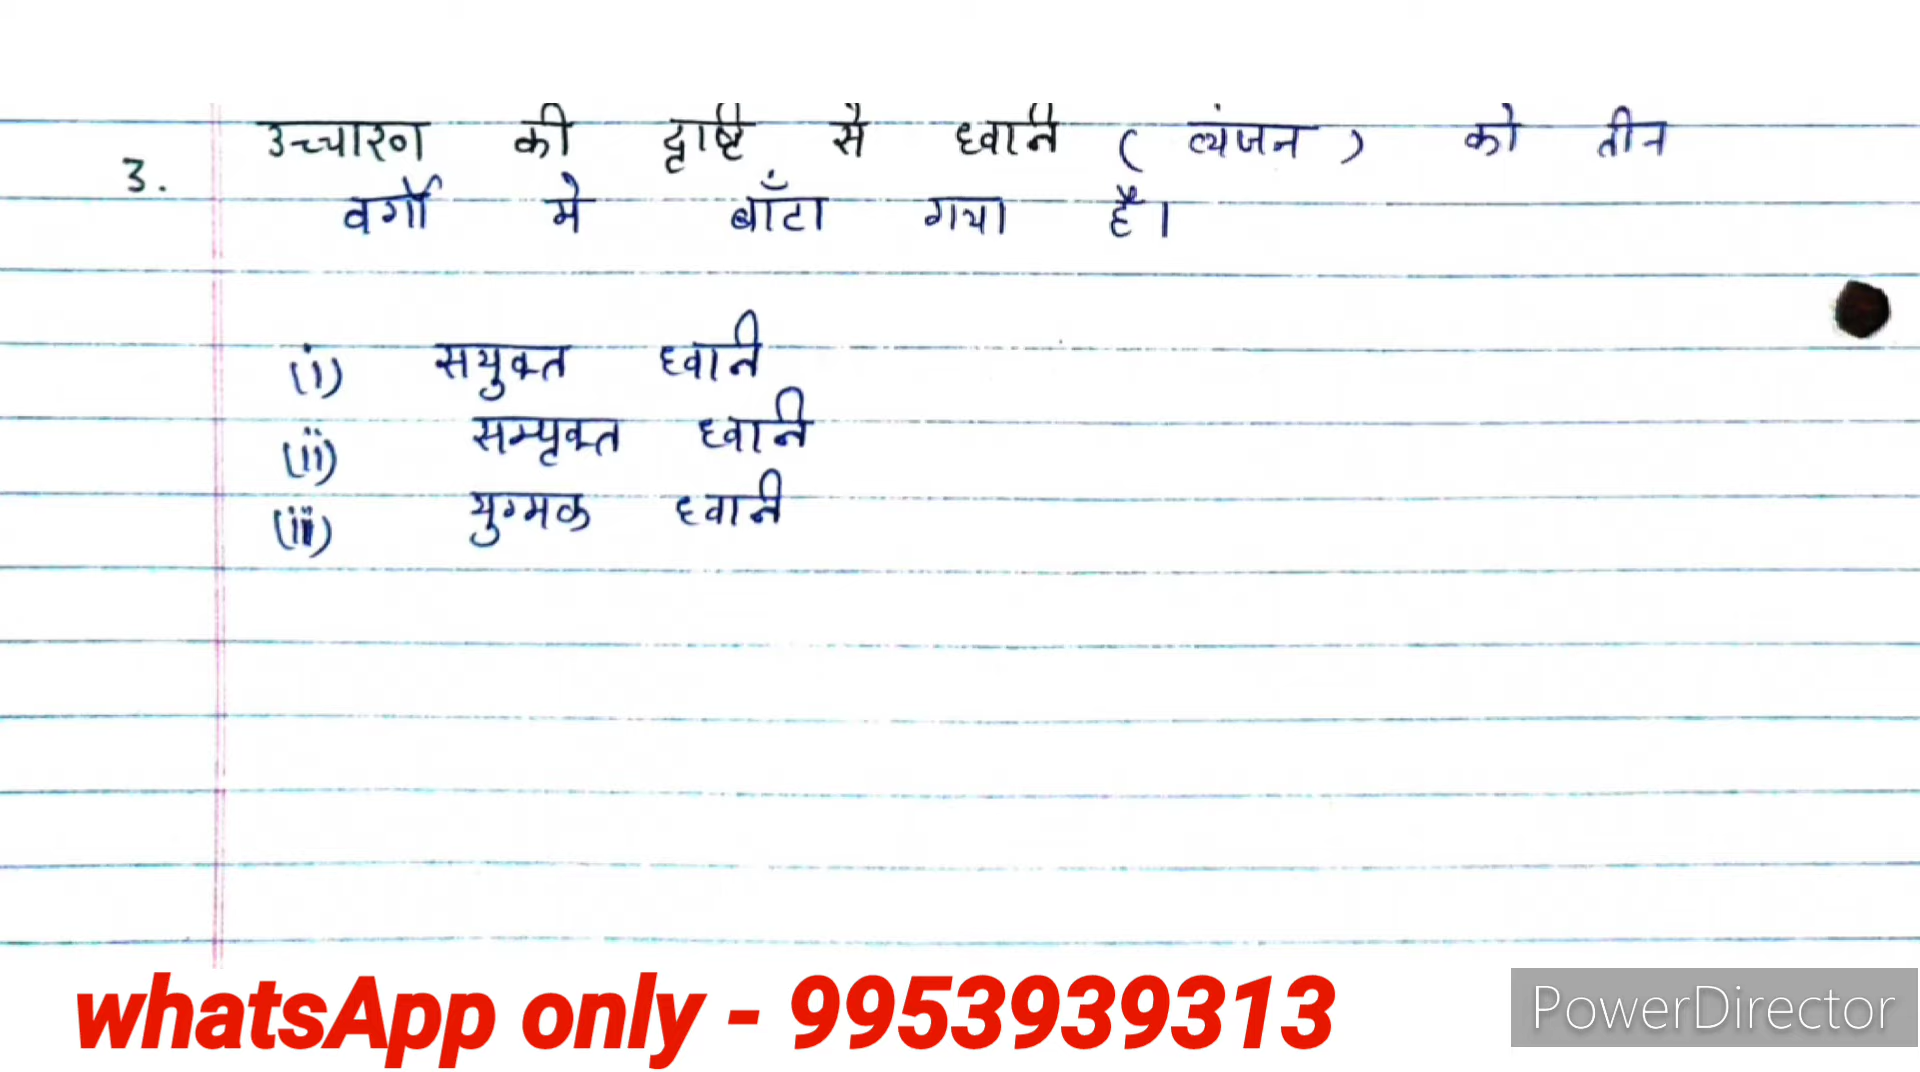 उच्चारण की दृष्टि से ध्वनि ( व्यंजन ) को तीन
3. वर्गो मे बाँटा गया है।
(i) सयुक्त ध्वनि
(ii) सम्पृक्त ध्वनि
(iii) युग्मक ध्वनि
whatsApp only - 9953939313
PowerDirector